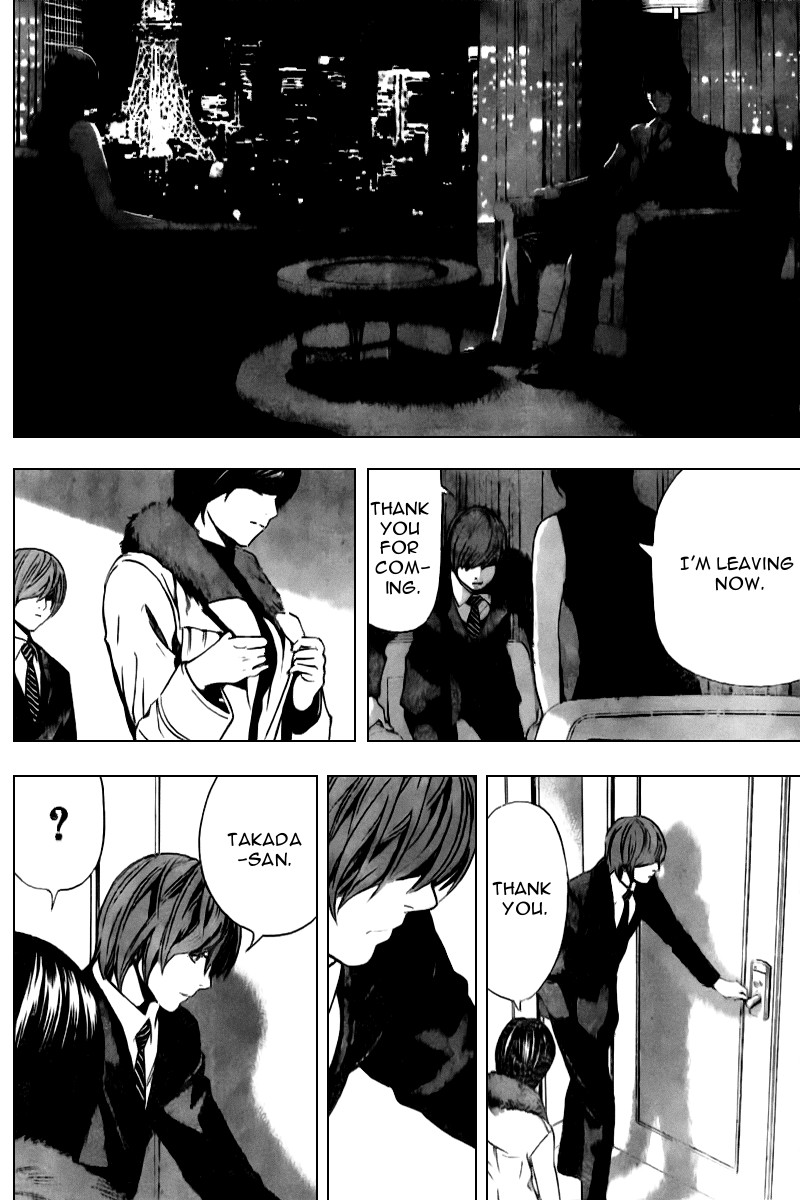 I'M LEAVING
NOW.
THANK
YOU
FOR
COM-
ING.
THANK
YOU.
TAKADA
-SAN.
?